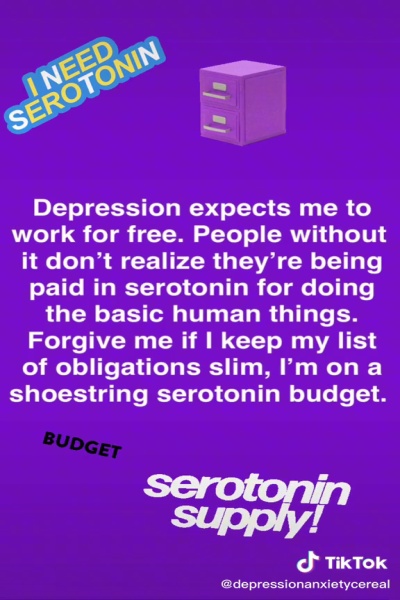 I NEED
SEROTONIN
Depression expects me to
work for free. People without
it don't realize they're being
paid in serotonin for doing
the basic human things.
Forgive me if I keep my list
of obligations slim, I'm on a
shoestring serotonin budget.
BUDGET
serotonin
supply!
TikTok
@depressionanxietycereal